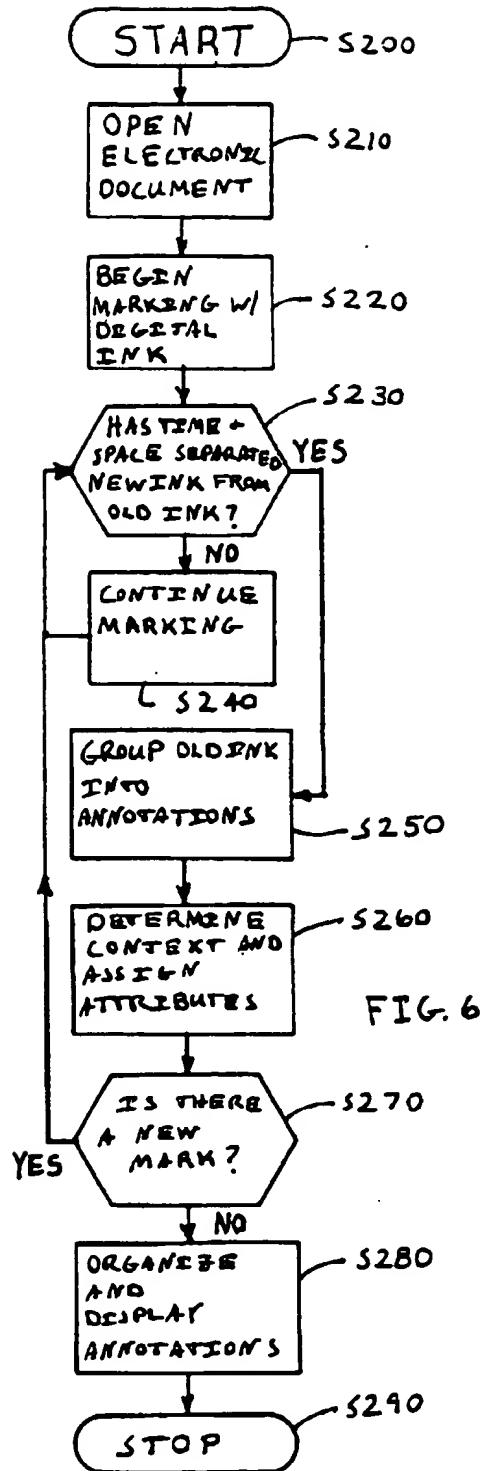 START
S200
OPEN
ELECTRONIC
DOCUMENT
S210
BEGIN
MARKING W/
DIGITAL
INK
S220
HAS TIME +
SPACE SEPARATED
NEW INK FROM
OLD INK?
S230
YES
NO
CONTINUE
MARKING
S240
GROUP OLD INK
INTO
ANNOTATIONS
S250
DETERMINE
CONTEXT AND
ASSIGN
ATTRIBUTES
S260
FIG. 6
IS THERE
A NEW
MARK?
S270
YES
NO
ORGANIZE
AND
DISPLAY
ANNOTATIONS
S280
STOP
S290